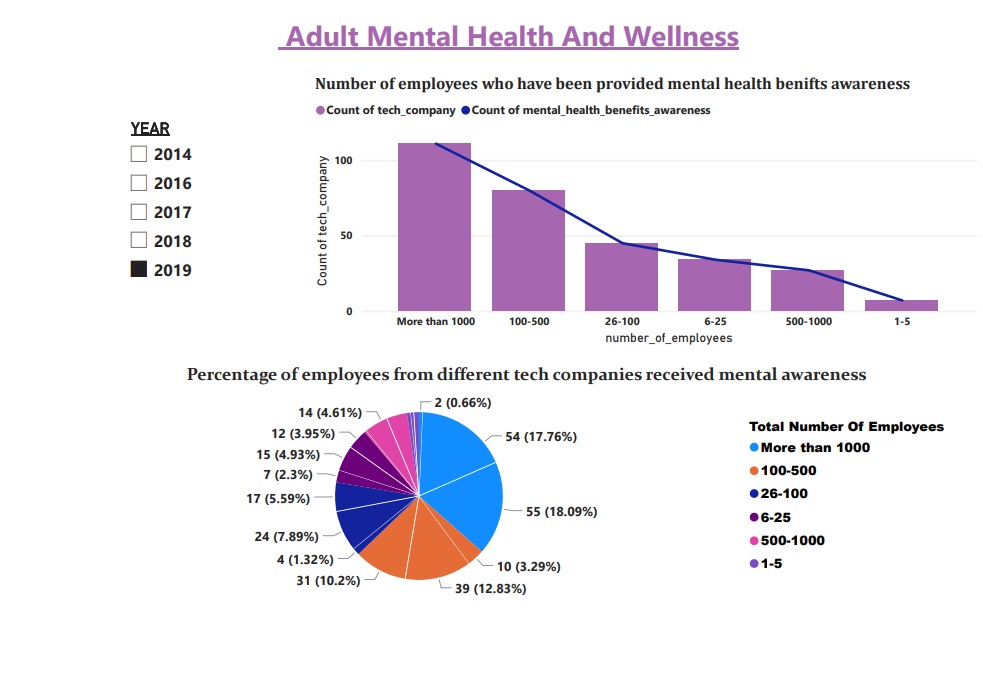 Adult Mental Health And Wellness
Number of employees who have been provided mental health benifts awareness
Count of tech_company Count of mental_health_benefits_awareness
YEAR
2014
2016
2017
2018
2019
Count of tech_company
100
50
0
More than 1000 100-500 26-100 6-25 500-1000 1-5
number_of_employees
Percentage of employees from different tech companies received mental awareness
2 (0.66%)
54 (17.76%)
55 (18.09%)
10 (3.29%)
39 (12.83%)
31 (10.2%)
4 (1.32%)
24 (7.89%)
17 (5.59%)
7 (2.3%)
15 (4.93%)
12 (3.95%)
14 (4.61%)
Total Number Of Employees
More than 1000
100-500
26-100
6-25
500-1000
1-5